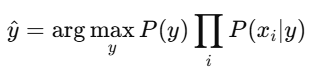 ŷ = arg max_y P(y) ∏_i P(x_i|y)